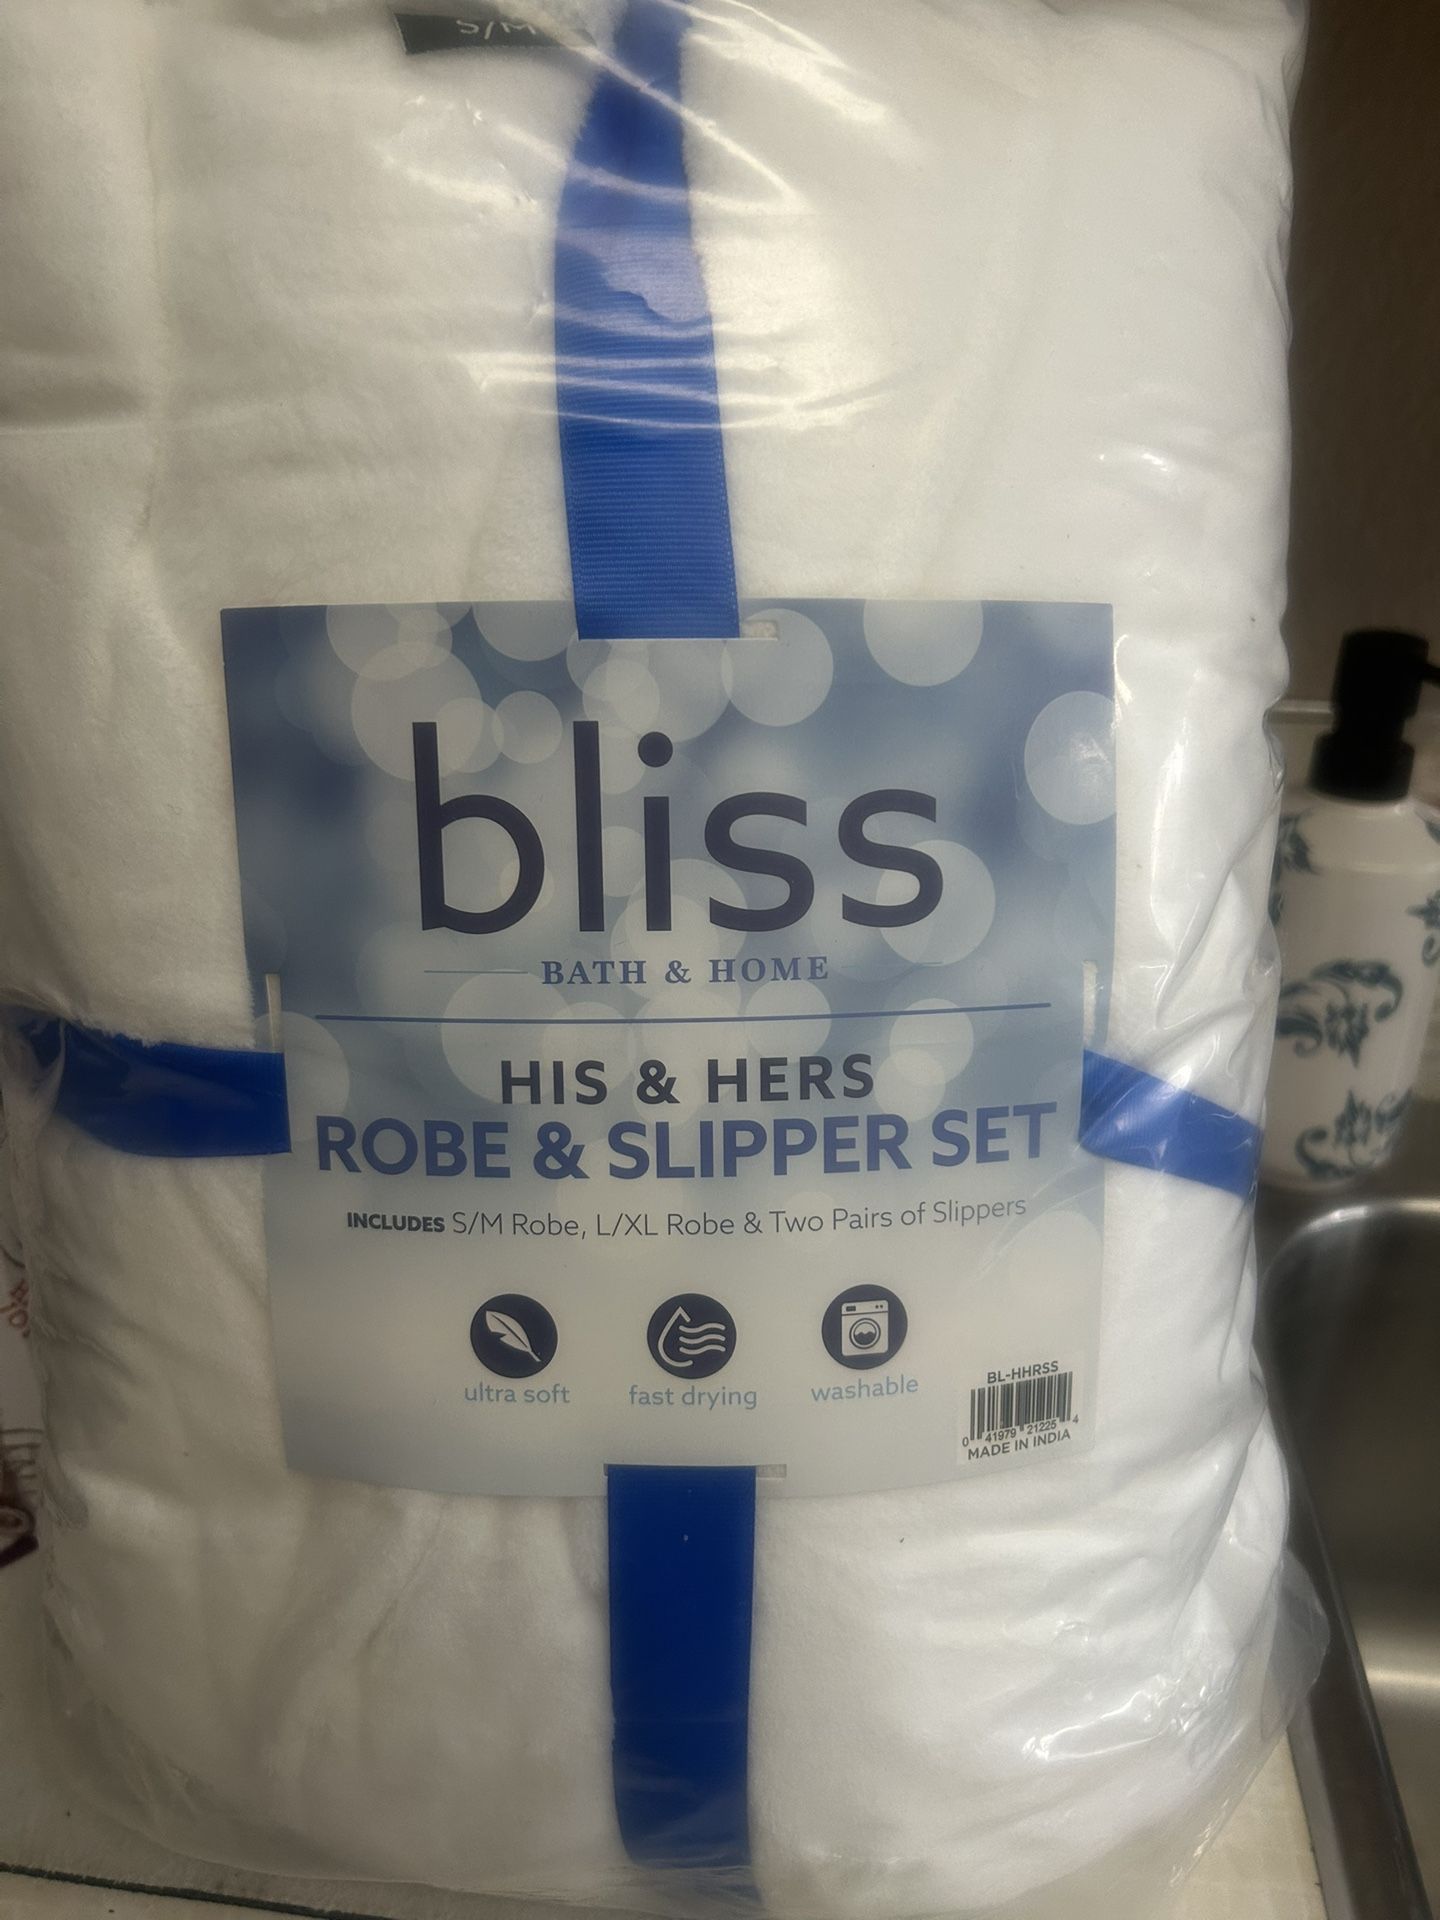 S/M
bliss
BATH & HOME
HIS & HERS
ROBE & SLIPPER SET
INCLUDES S/M Robe, L/XL Robe & Two Pairs of Slippers
ultra soft
fast drying
washable
BL-HHRSS
0 41979 21225 4
MADE IN INDIA